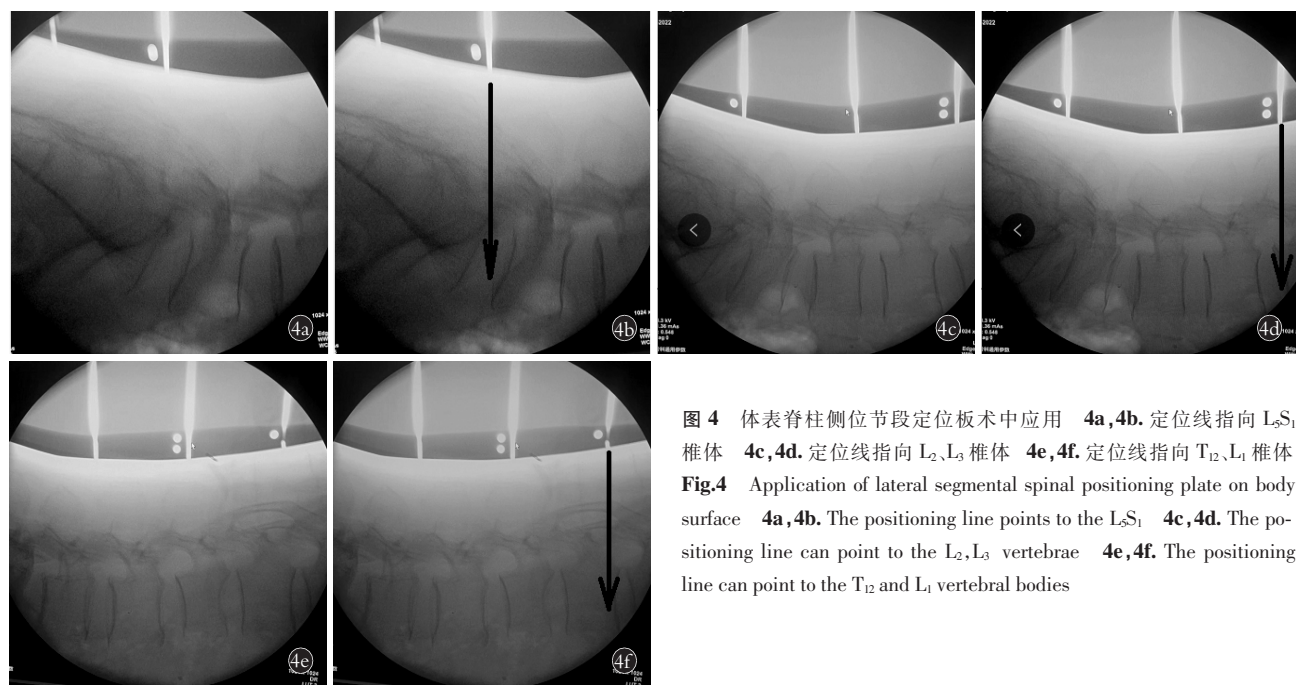 4a
4b
2022
4c
2022
4d
4e
4f
图 4 体表脊柱侧位节段定位板术中应用 4a,4b. 定位线指向 L₅S₁
椎体 4c,4d. 定位线指向 L₂、L₃ 椎体 4e,4f. 定位线指向 T₁₂、L₁ 椎体
Fig.4 Application of lateral segmental spinal positioning plate on body
surface 4a,4b. The positioning line points to the L₅S₁ 4c,4d. The po-
sitioning line can point to the L₂,L₃ vertebrae 4e,4f. The positioning
line can point to the T₁₂ and L₁ vertebral bodies